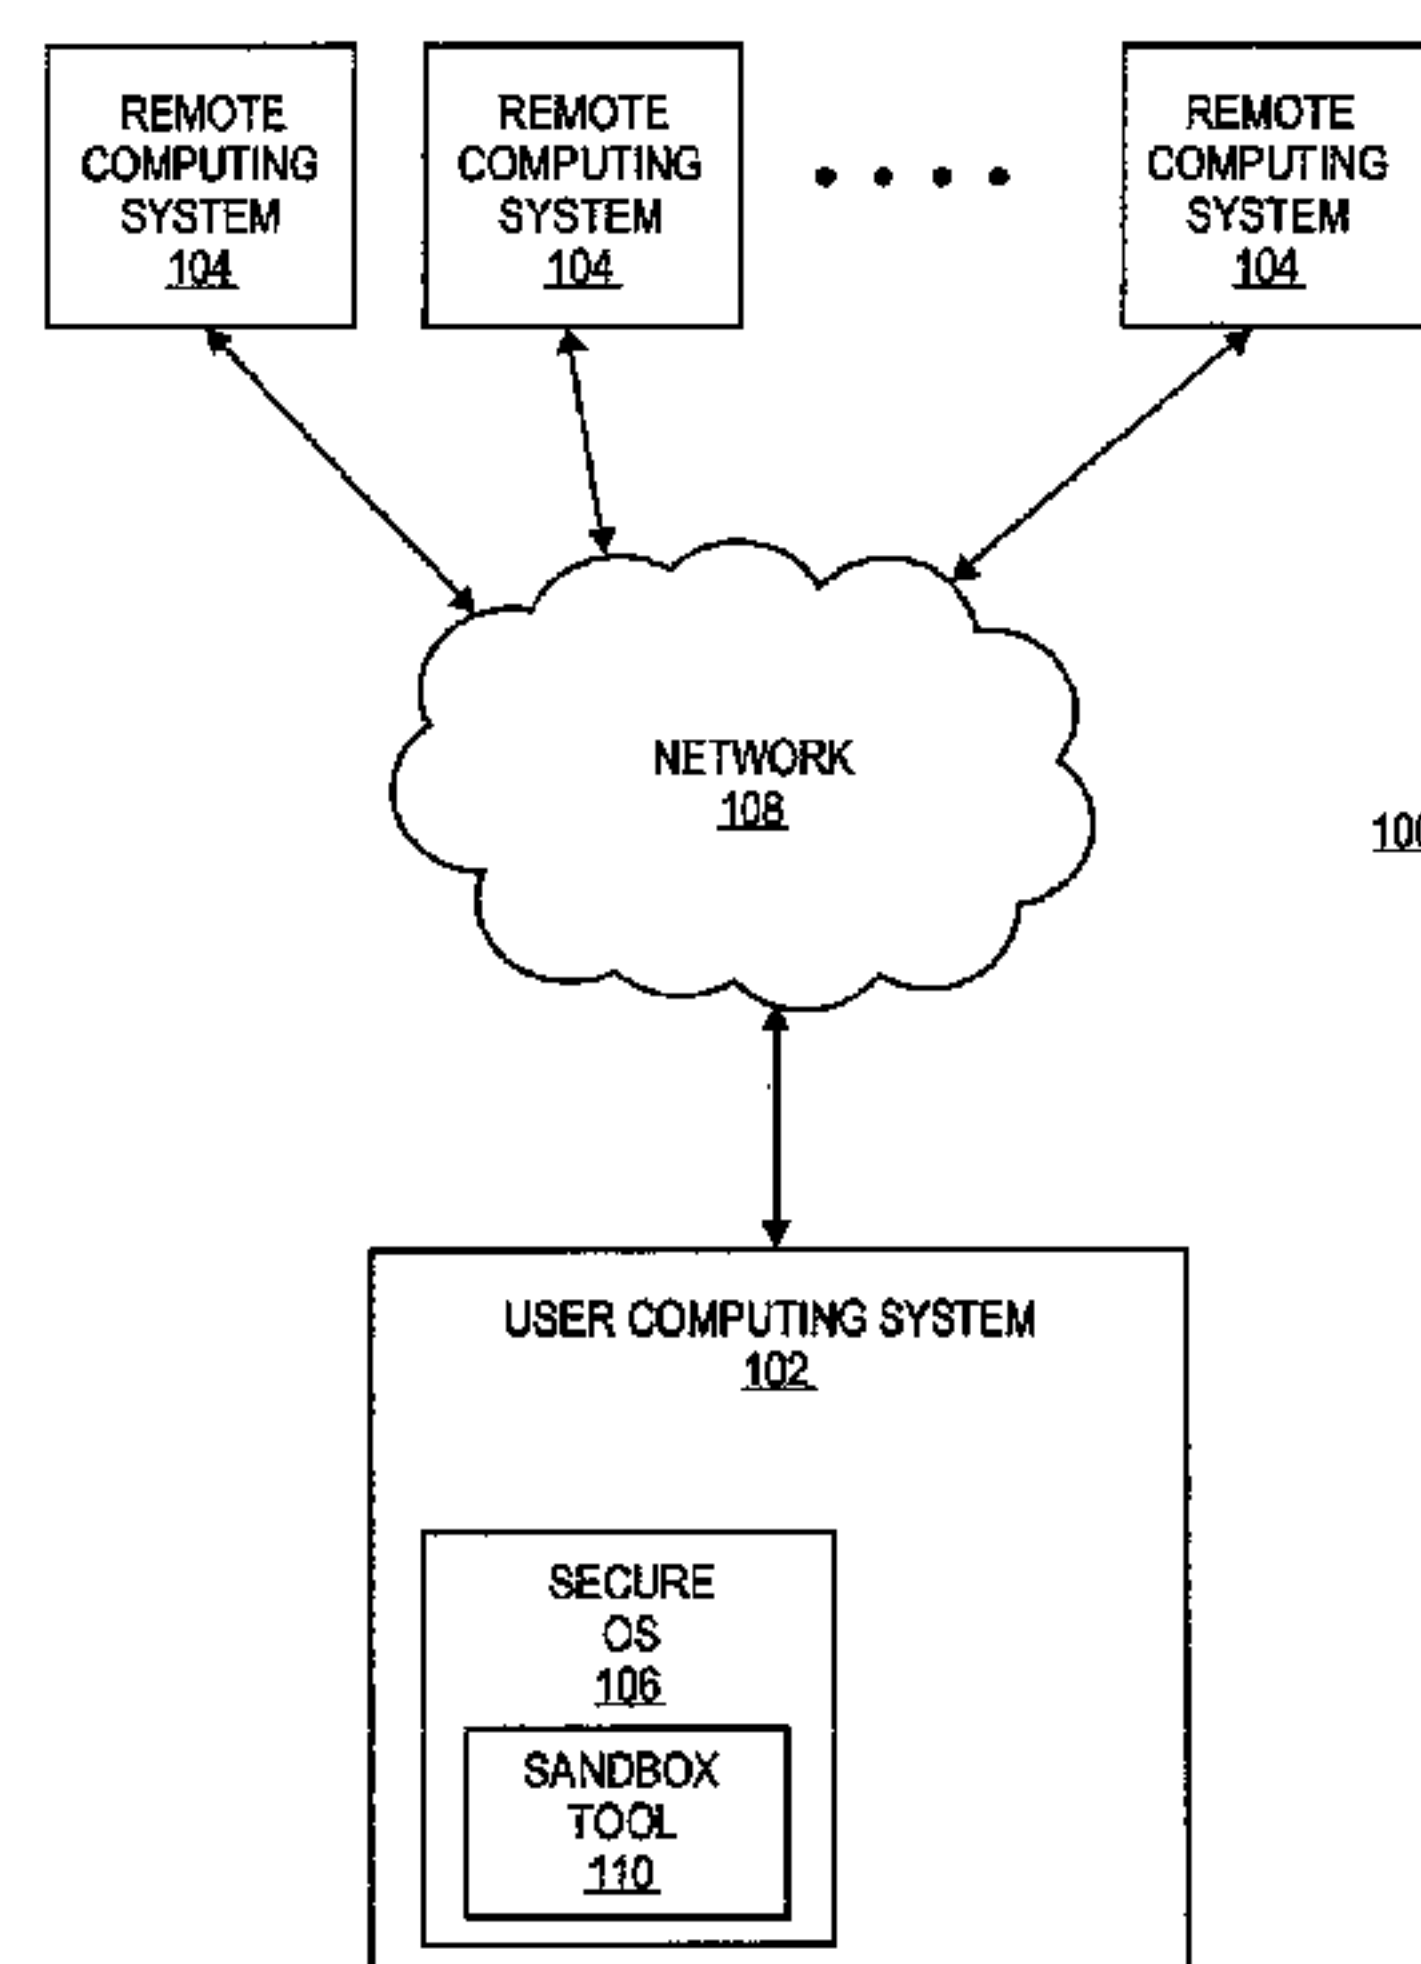 REMOTE
COMPUTING
SYSTEM
104
REMOTE
COMPUTING
SYSTEM
104
REMOTE
COMPUTING
SYSTEM
104
NETWORK
108
USER COMPUTING SYSTEM
102
SECURE
OS
106
SANDBOX
TOOL
110